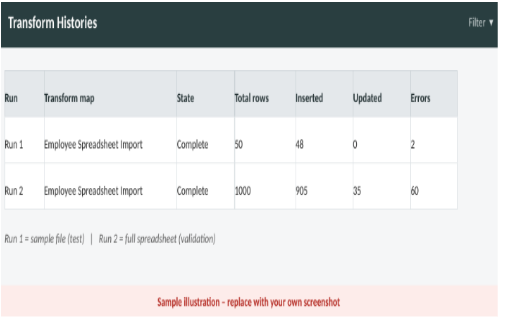 Transform Histories Filter ▼
Run Transform map State Total rows Inserted Updated Errors
Run 1 Employee Spreadsheet Import Complete 50 48 0 2
Run 2 Employee Spreadsheet Import Complete 1000 905 35 60
Run 1 = sample file (test) | Run 2 = full spreadsheet (validation)
Sample illustration – replace with your own screenshot